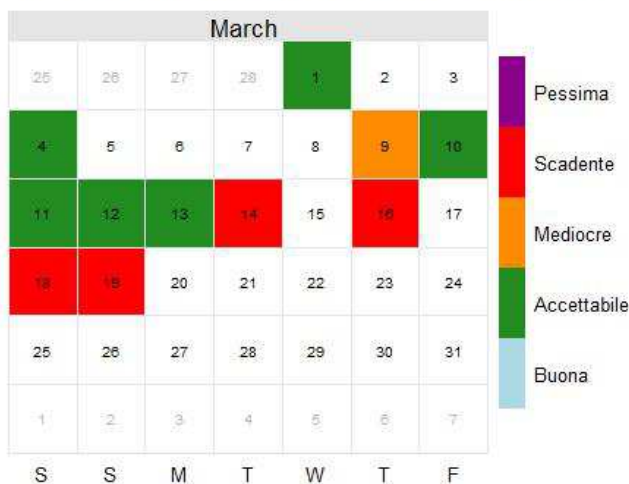 March
25 26 27 28 1 2 3
4 5 6 7 8 9 10
11 12 13 14 15 16 17
18 19 20 21 22 23 24
25 26 27 28 29 30 31
1 2 3 4 5 6 7
S S M T W T F
Pessima
Scadente
Mediocre
Accettabile
Buona